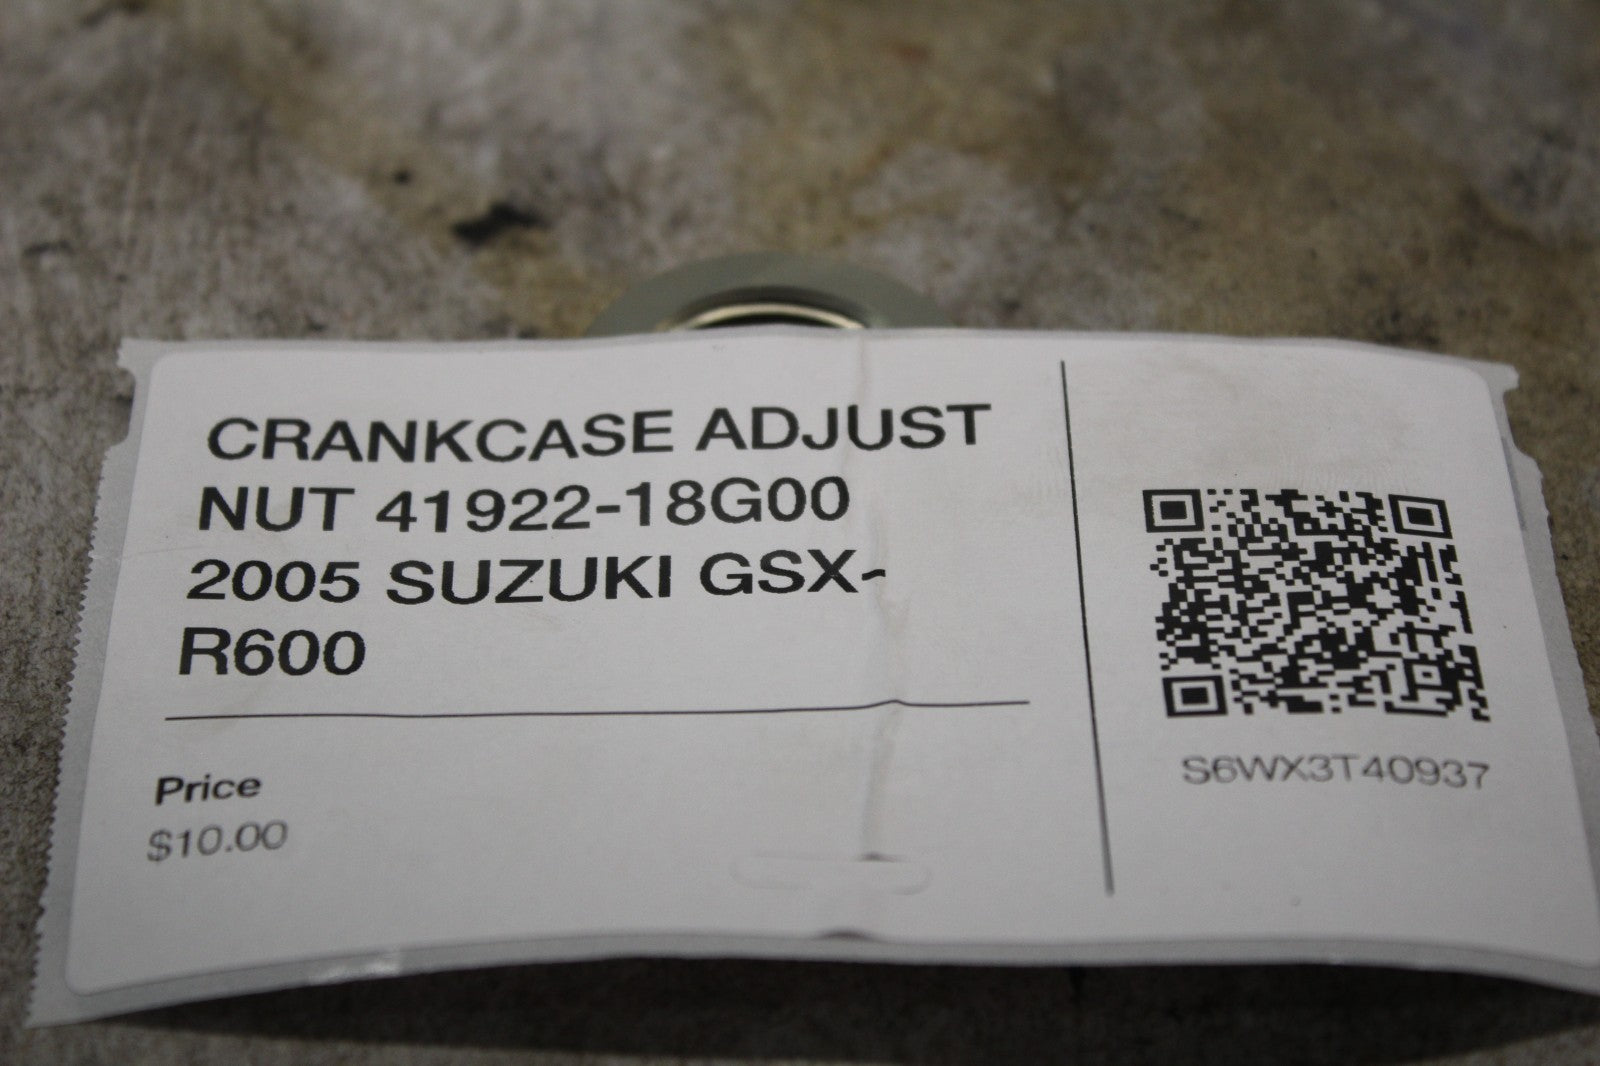 CRANKCASE ADJUST
NUT 41922-18G00
2005 SUZUKI GSX-
R600
Price
$10.00
S6WX3T40937